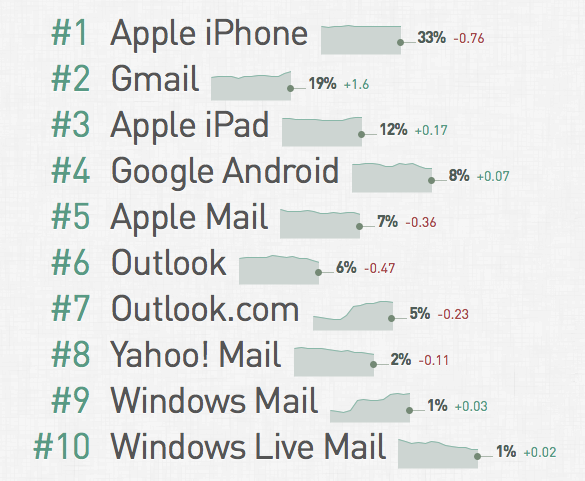 #1 Apple iPhone 33% -0.76
#2 Gmail 19% +1.6
#3 Apple iPad 12% +0.17
#4 Google Android 8% +0.07
#5 Apple Mail 7% -0.36
#6 Outlook 6% -0.47
#7 Outlook.com 5% -0.23
#8 Yahoo! Mail 2% -0.11
#9 Windows Mail 1% +0.03
#10 Windows Live Mail 1% +0.02